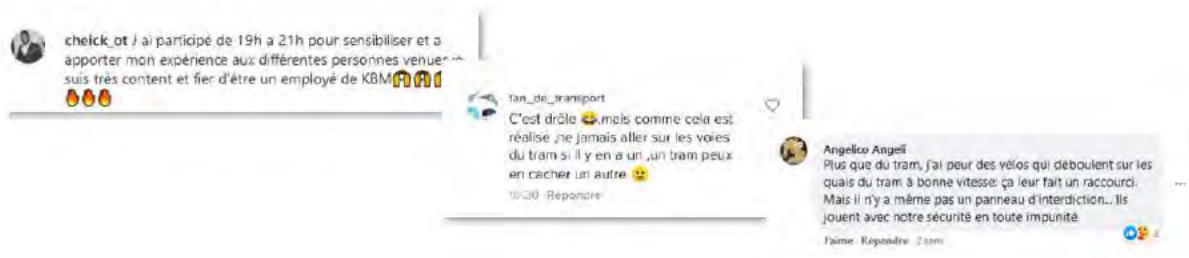 cheick_ot J ai participé de 19h a 21h pour sensibiliser et a
apporter mon expérience aux différentes personnes venues
suis très content et fier d'être un employé de KBM
fan_de_transport
C'est drôle 😂,mais comme cela est
réalisé ,ne jamais aller sur les voies
du tram si il y en a un ,un tram peux
en cacher un autre 😉
Répondre
Angelico Angeli
Plus que du tram, j'ai peur des vélos qui déboulent sur les
quais du tram à bonne vitesse: ça leur fait un raccourci.
Mais il n'y a même pas un panneau d'interdiction... Ils
jouent avec notre sécurité en toute impunité
J'aime Répondre 2 sem